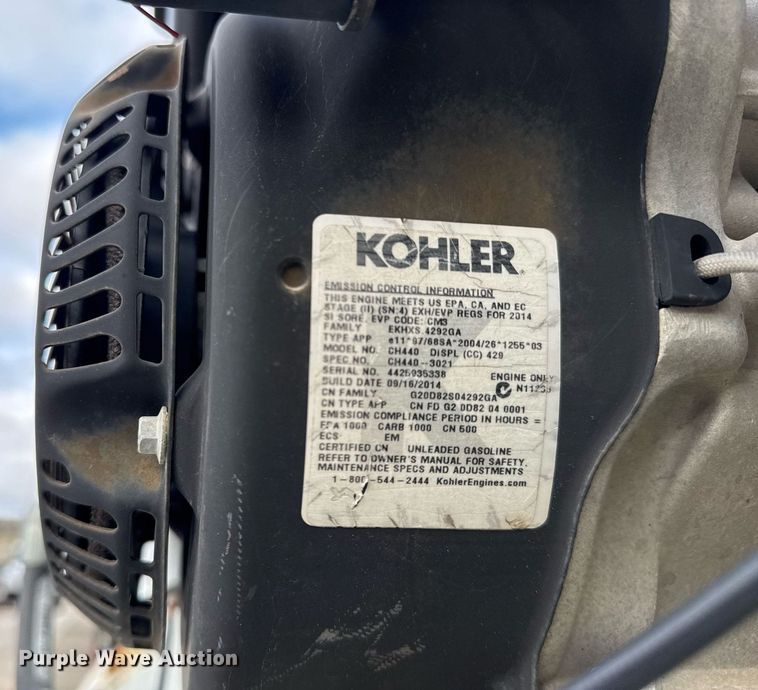 KOHLER
EMISSION CONTROL INFORMATION
THIS ENGINE MEETS US EPA, CA, AND EC
STAGE (II) (SN:4) EXH/EVP REGS FOR 2014
SI SORE. EVP CODE: CM3
FAMILY EKHXS.4292GA
TYPE APP e11*97/68SA*2004/26*1255*03
MODEL NO. CH440 DISPL (CC) 429
SPEC NO. CH440-3021
SERIAL NO. 4425935338 ENGINE ONLY
BUILD DATE 09/16/2014
CN FAMILY G20D82S04292GA
CN TYPE APP CN FD G2 0D82 04 0001
EMISSION COMPLIANCE PERIOD IN HOURS =
EPA 1000 CARB 1000 CN 500
ECS: EM
CERTIFIED ON UNLEADED GASOLINE
REFER TO OWNER'S MANUAL FOR SAFETY,
MAINTENANCE SPECS AND ADJUSTMENTS
1-800-544-2444 KohlerEngines.com
Purple Wave Auction